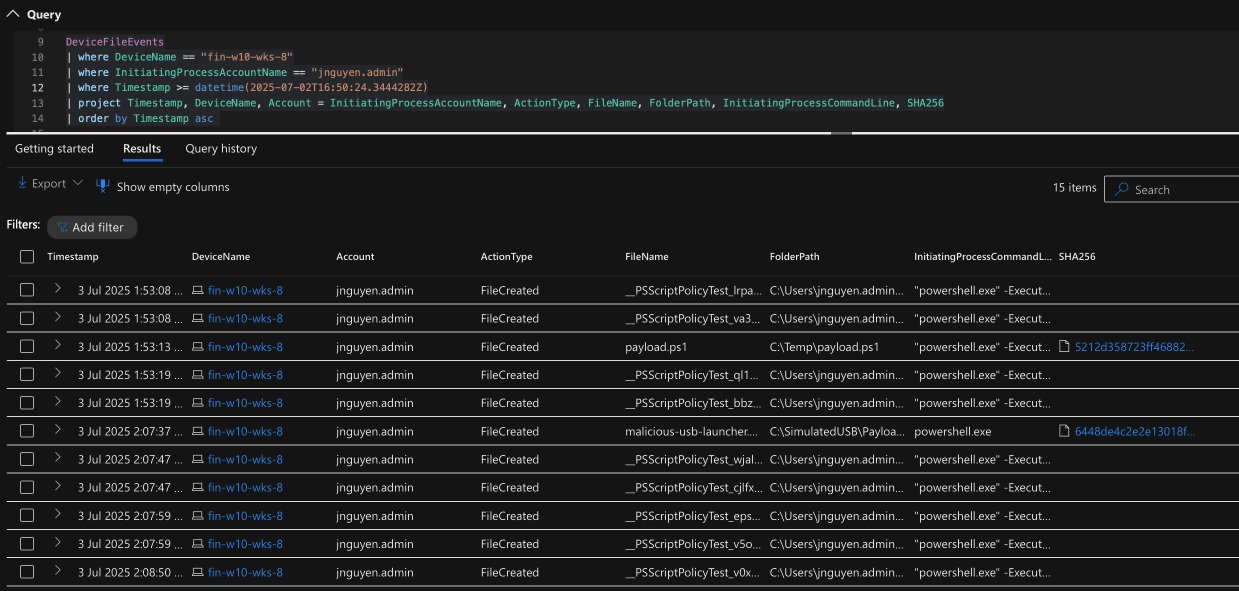 Query
9 DeviceFileEvents
10 | where DeviceName == "fin-w10-wks-8"
11 | where InitiatingProcessAccountName == "jnguyen.admin"
12 | where Timestamp >= datetime(2025-07-02T16:50:24.3444282Z)
13 | project Timestamp, DeviceName, Account = InitiatingProcessAccountName, ActionType, FileName, FolderPath, InitiatingProcessCommandLine, SHA256
14 | order by Timestamp asc
Getting started Results Query history
Export Show empty columns 15 items Search
Filters: Add filter
Timestamp DeviceName Account ActionType FileName FolderPath InitiatingProcessCommandL... SHA256
3 Jul 2025 1:53:08 ... fin-w10-wks-8 jnguyen.admin FileCreated __PSScriptPolicyTest_lrpa... C:\Users\jnguyen.admin... "powershell.exe" -Execut...
3 Jul 2025 1:53:08 ... fin-w10-wks-8 jnguyen.admin FileCreated __PSScriptPolicyTest_va3... C:\Users\jnguyen.admin... "powershell.exe" -Execut...
3 Jul 2025 1:53:13 ... fin-w10-wks-8 jnguyen.admin FileCreated payload.ps1 C:\Temp\payload.ps1 "powershell.exe" -Execut... 5212d358723ff46882...
3 Jul 2025 1:53:19 ... fin-w10-wks-8 jnguyen.admin FileCreated __PSScriptPolicyTest_ql1... C:\Users\jnguyen.admin... "powershell.exe" -Execut...
3 Jul 2025 1:53:19 ... fin-w10-wks-8 jnguyen.admin FileCreated __PSScriptPolicyTest_bbz... C:\Users\jnguyen.admin... "powershell.exe" -Execut...
3 Jul 2025 2:07:37 ... fin-w10-wks-8 jnguyen.admin FileCreated malicious-usb-launcher.... C:\SimulatedUSB\Payloa... powershell.exe 6448de4c2e2e13018f...
3 Jul 2025 2:07:47 ... fin-w10-wks-8 jnguyen.admin FileCreated __PSScriptPolicyTest_wjal... C:\Users\jnguyen.admin... "powershell.exe" -Execut...
3 Jul 2025 2:07:47 ... fin-w10-wks-8 jnguyen.admin FileCreated __PSScriptPolicyTest_cjlfx... C:\Users\jnguyen.admin... "powershell.exe" -Execut...
3 Jul 2025 2:07:59 ... fin-w10-wks-8 jnguyen.admin FileCreated __PSScriptPolicyTest_eps... C:\Users\jnguyen.admin... "powershell.exe" -Execut...
3 Jul 2025 2:07:59 ... fin-w10-wks-8 jnguyen.admin FileCreated __PSScriptPolicyTest_v5o... C:\Users\jnguyen.admin... "powershell.exe" -Execut...
3 Jul 2025 2:08:50 ... fin-w10-wks-8 jnguyen.admin FileCreated __PSScriptPolicyTest_v0x... C:\Users\jnguyen.admin... "powershell.exe" -Execut...